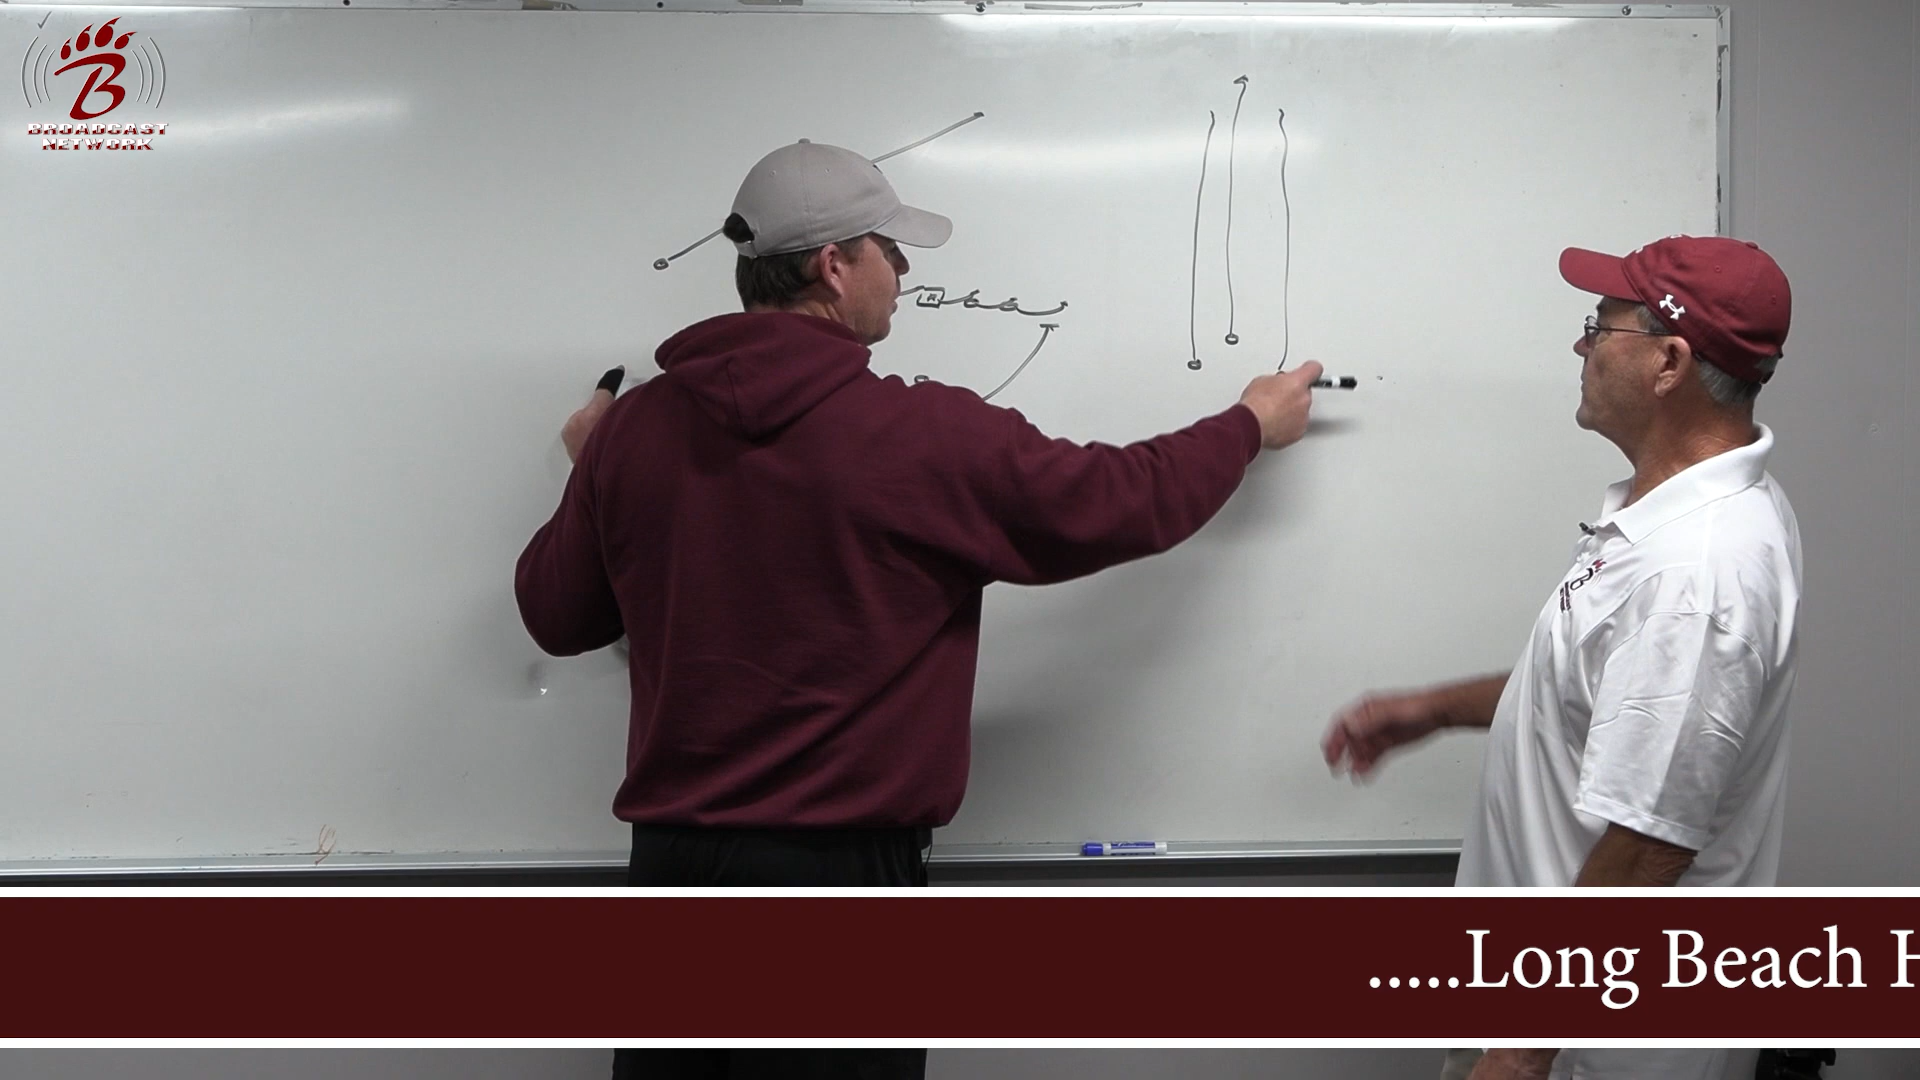 BROADCAST
NETWORK
.....Long Beach H